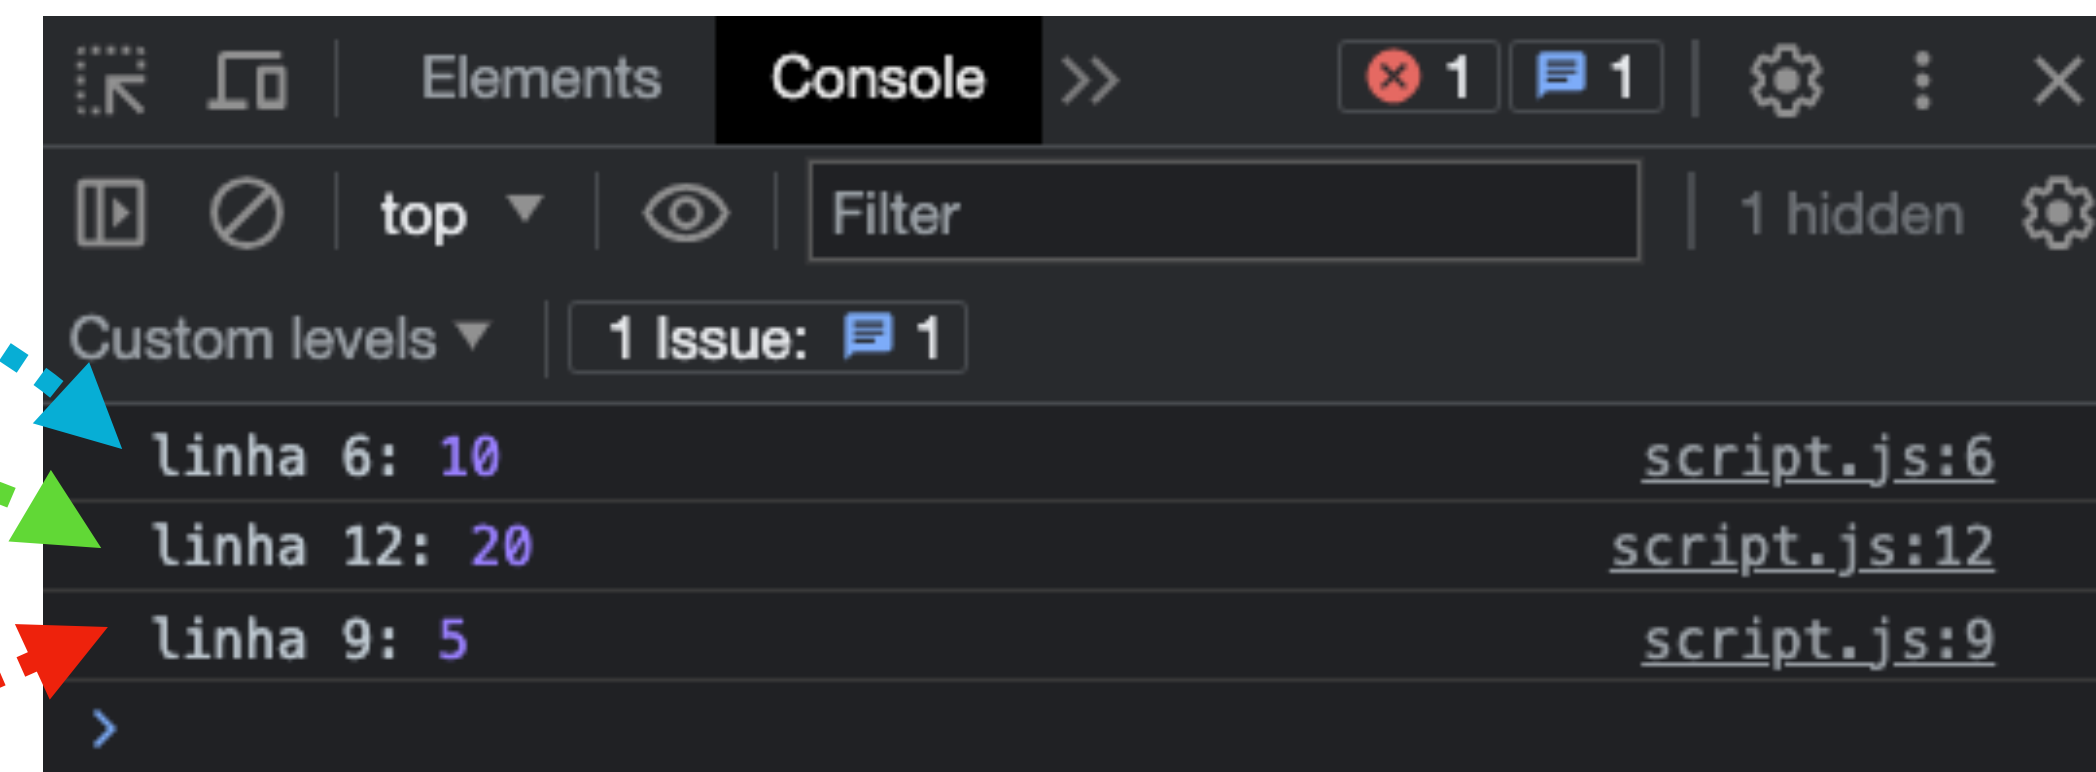 Elements Console 1 1
top Filter 1 hidden
Custom levels 1 Issue: 1
linha 6: 10 script.js:6
linha 12: 20 script.js:12
linha 9: 5 script.js:9